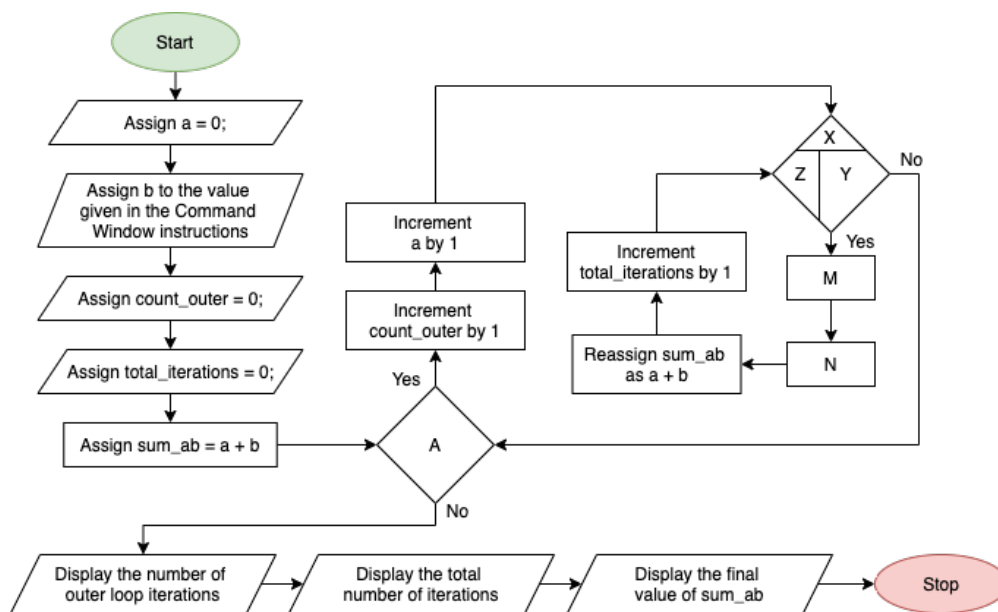 Start
Assign a = 0;
Assign b to the value
given in the Command
Window instructions
Assign count_outer = 0;
Assign total_iterations = 0;
Assign sum_ab = a + b
A
Yes
No
Increment
count_outer by 1
Increment
a by 1
X
Z
Y
No
Yes
M
N
Reassign sum_ab
as a + b
Increment
total_iterations by 1
Display the number of
outer loop iterations
Display the total
number of iterations
Display the final
value of sum_ab
Stop